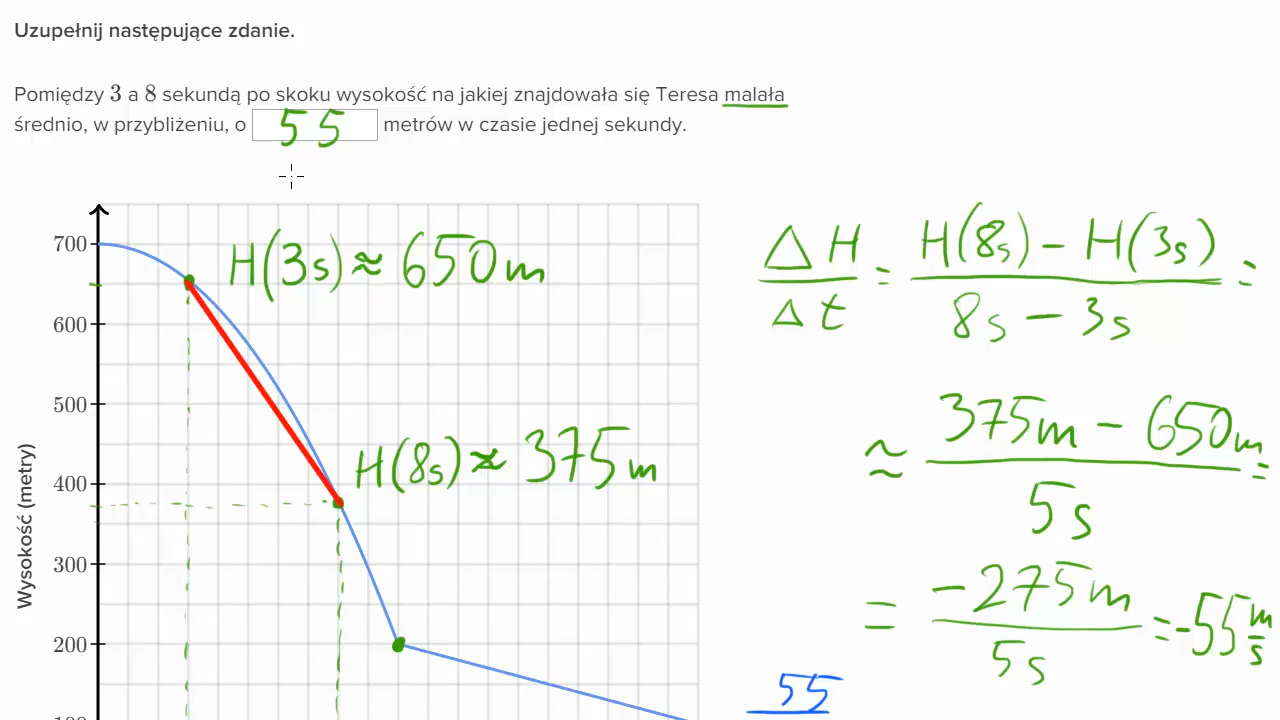 Uzupełnij następujące zdanie.
Pomiędzy 3 a 8 sekundą po skoku wysokość na jakiej znajdowała się Teresa malała
średnio, w przybliżeniu, o 55 metrów w czasie jednej sekundy.
700
600
500
400
300
200
Wysokość (metry)
H(3s) ≈ 650m
H(8s) ≈ 375m
ΔH/Δt = (H(8s) - H(3s))/(8s - 3s) =
≈ (375m - 650m)/5s =
= -275m/5s = -55 m/s
55